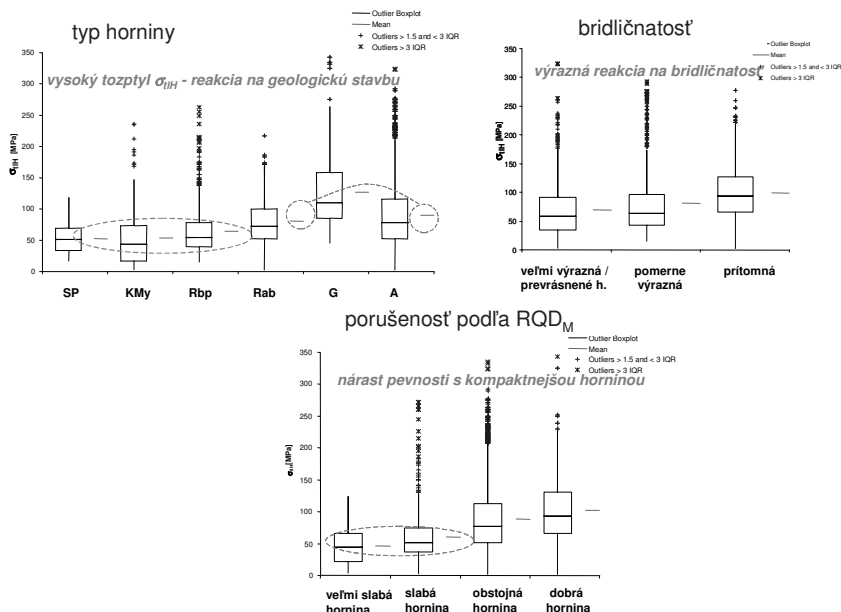 typ horniny
Outlier Boxplot
Mean
Outliers > 1.5 and < 3 IQR
Outliers > 3 IQR
vysoký tozptyl σtIH - reakcia na geologickú stavbu
σtIH [MPa]
350
300
250
200
150
100
50
0
SP KMy Rbp Rab G A
bridličnatosť
Outlier Boxplot
Mean
Outliers > 1.5 and < 3 IQR
Outliers > 3 IQR
výrazná reakcia na bridličnatosť
σtIH [MPa]
350
300
250
200
150
100
50
0
veľmi výrazná / pomerne prítomná
prevrásnené h. výrazná
porušenosť podľa RQDM
Outlier Boxplot
Mean
Outliers > 1.5 and < 3 IQR
Outliers > 3 IQR
nárast pevnosti s kompaktnejšou horninou
[MPa]
350
300
250
200
150
100
50
0
veľmi slabá slabá obstojná dobrá
hornina hornina hornina hornina